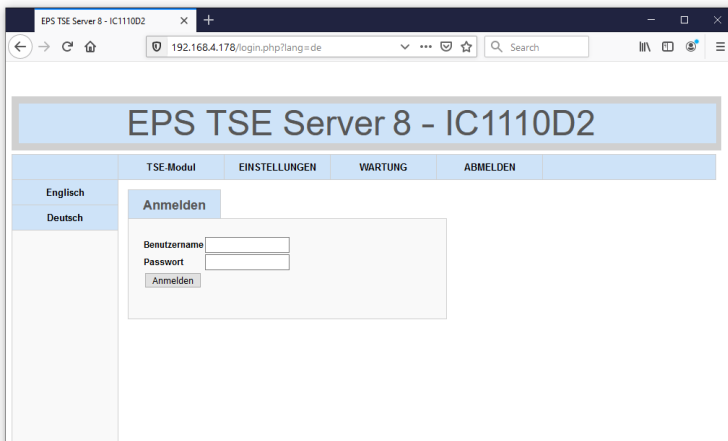 EPS TSE Server 8 - IC1110D2
192.168.4.178/login.php?lang=de
Search
EPS TSE Server 8 - IC1110D2
TSE-Modul EINSTELLUNGEN WARTUNG ABMELDEN
Englisch
Deutsch
Anmelden
Benutzername
Passwort
Anmelden